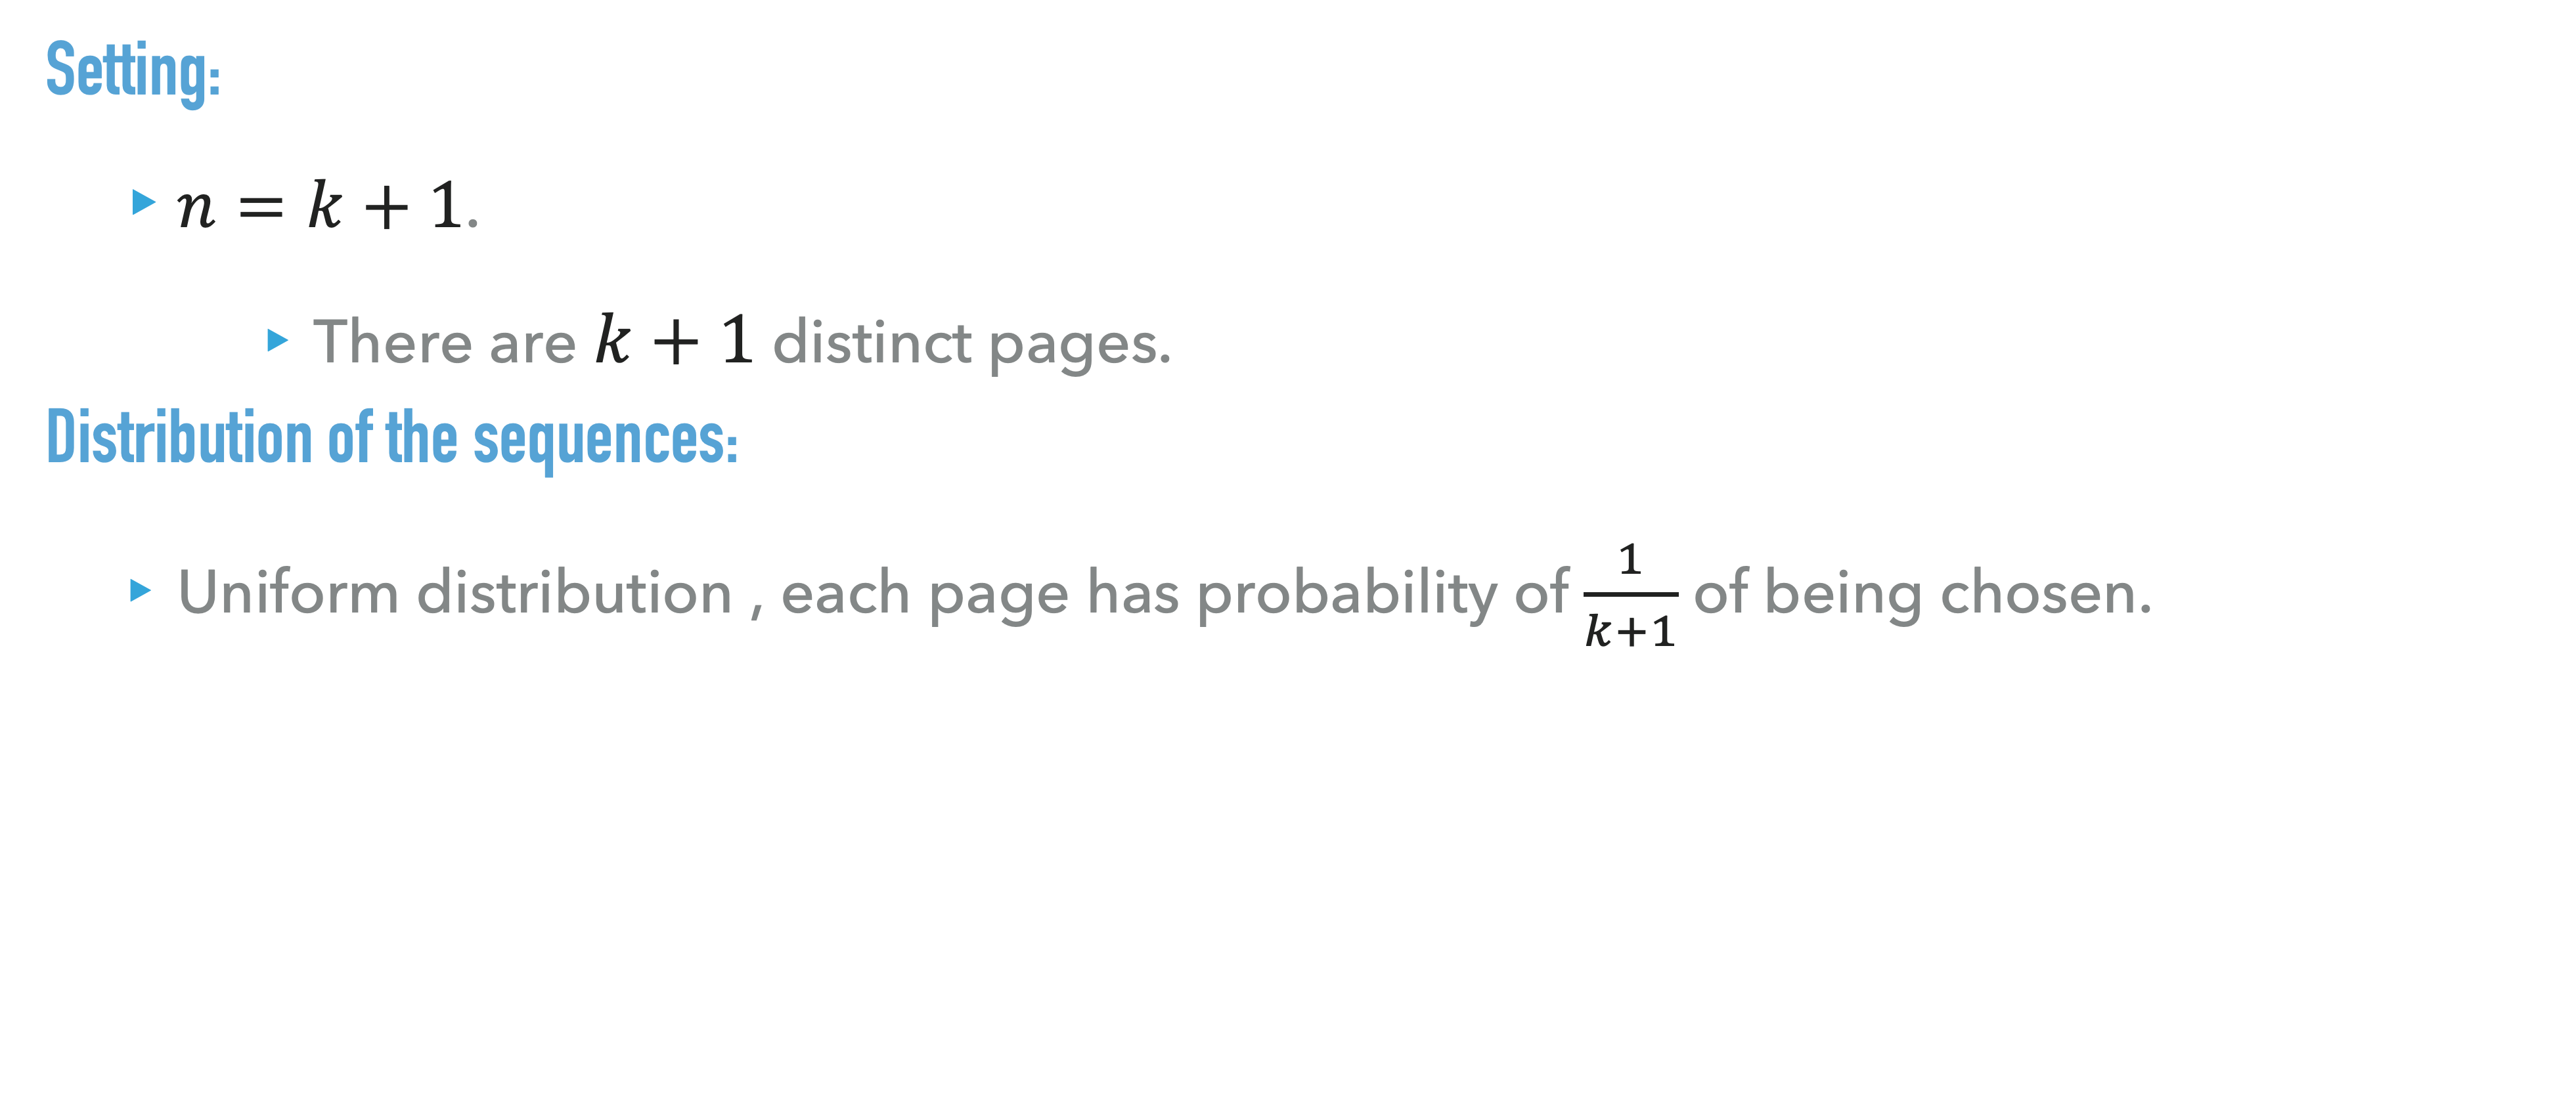 Setting:
▸ n = k + 1.
▸ There are k + 1 distinct pages.
Distribution of the sequences:
▸ Uniform distribution , each page has probability of 1/(k+1) of being chosen.